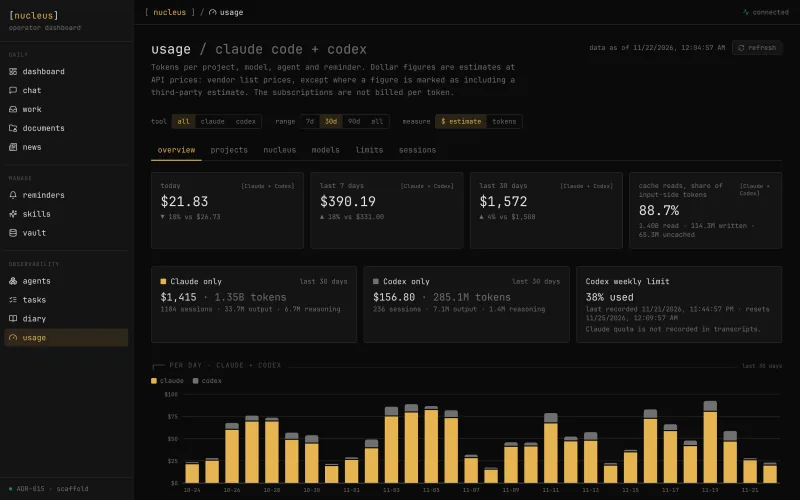 [nucleus]
operator dashboard
DAILY
dashboard
chat
work
documents
news
MANAGE
reminders
skills
vault
OBSERVABILITY
agents
tasks
diary
usage
ADR-015 · scaffold
[ nucleus ] / usage
connected
usage / claude code + codex
data as of 11/22/2026, 12:04:57 AM
refresh
Tokens per project, model, agent and reminder. Dollar figures are estimates at
API prices: vendor list prices, except where a figure is marked as including a
third-party estimate. The subscriptions are not billed per token.
tool all claude codex range 7d 30d 90d all measure $ estimate tokens
overview projects nucleus models limits sessions
today [Claude + Codex]
$21.83
▼ 18% vs $26.73
last 7 days [Claude + Codex]
$390.19
▲ 18% vs $331.00
last 30 days [Claude + Codex]
$1,572
▲ 4% vs $1,508
cache reads, share of
input-side tokens
[Claude +
Codex]
88.7%
1.40B read · 114.3M written ·
65.3M uncached
Claude only last 30 days
$1,415 · 1.35B tokens
1184 sessions · 33.7M output · 6.7M reasoning
Codex only last 30 days
$156.80 · 285.1M tokens
236 sessions · 7.1M output · 1.4M reasoning
Codex weekly limit
38% used
last recorded 11/21/2026, 11:44:57 PM · resets
11/25/2026, 12:09:57 AM
Claude quota is not recorded in transcripts.
PER DAY · CLAUDE + CODEX
last 30 days
claude codex
$100
$75
$50
$25
$0
10-24 10-26 10-28 10-30 11-01 11-03 11-05 11-07 11-09 11-11 11-13 11-15 11-17 11-19 11-21